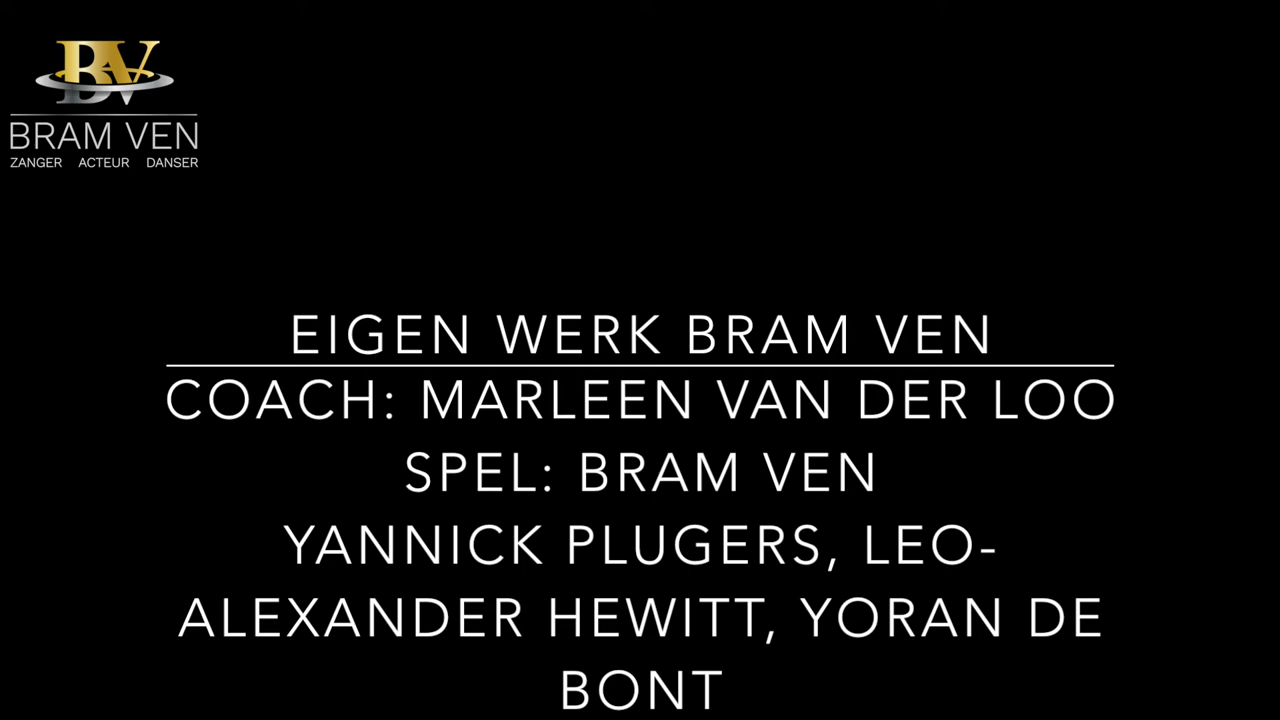 BV
BRAM VEN
ZANGER ACTEUR DANSER
EIGEN WERK BRAM VEN
COACH: MARLEEN VAN DER LOO
SPEL: BRAM VEN
YANNICK PLUGERS, LEO-
ALEXANDER HEWITT, YORAN DE
BONT